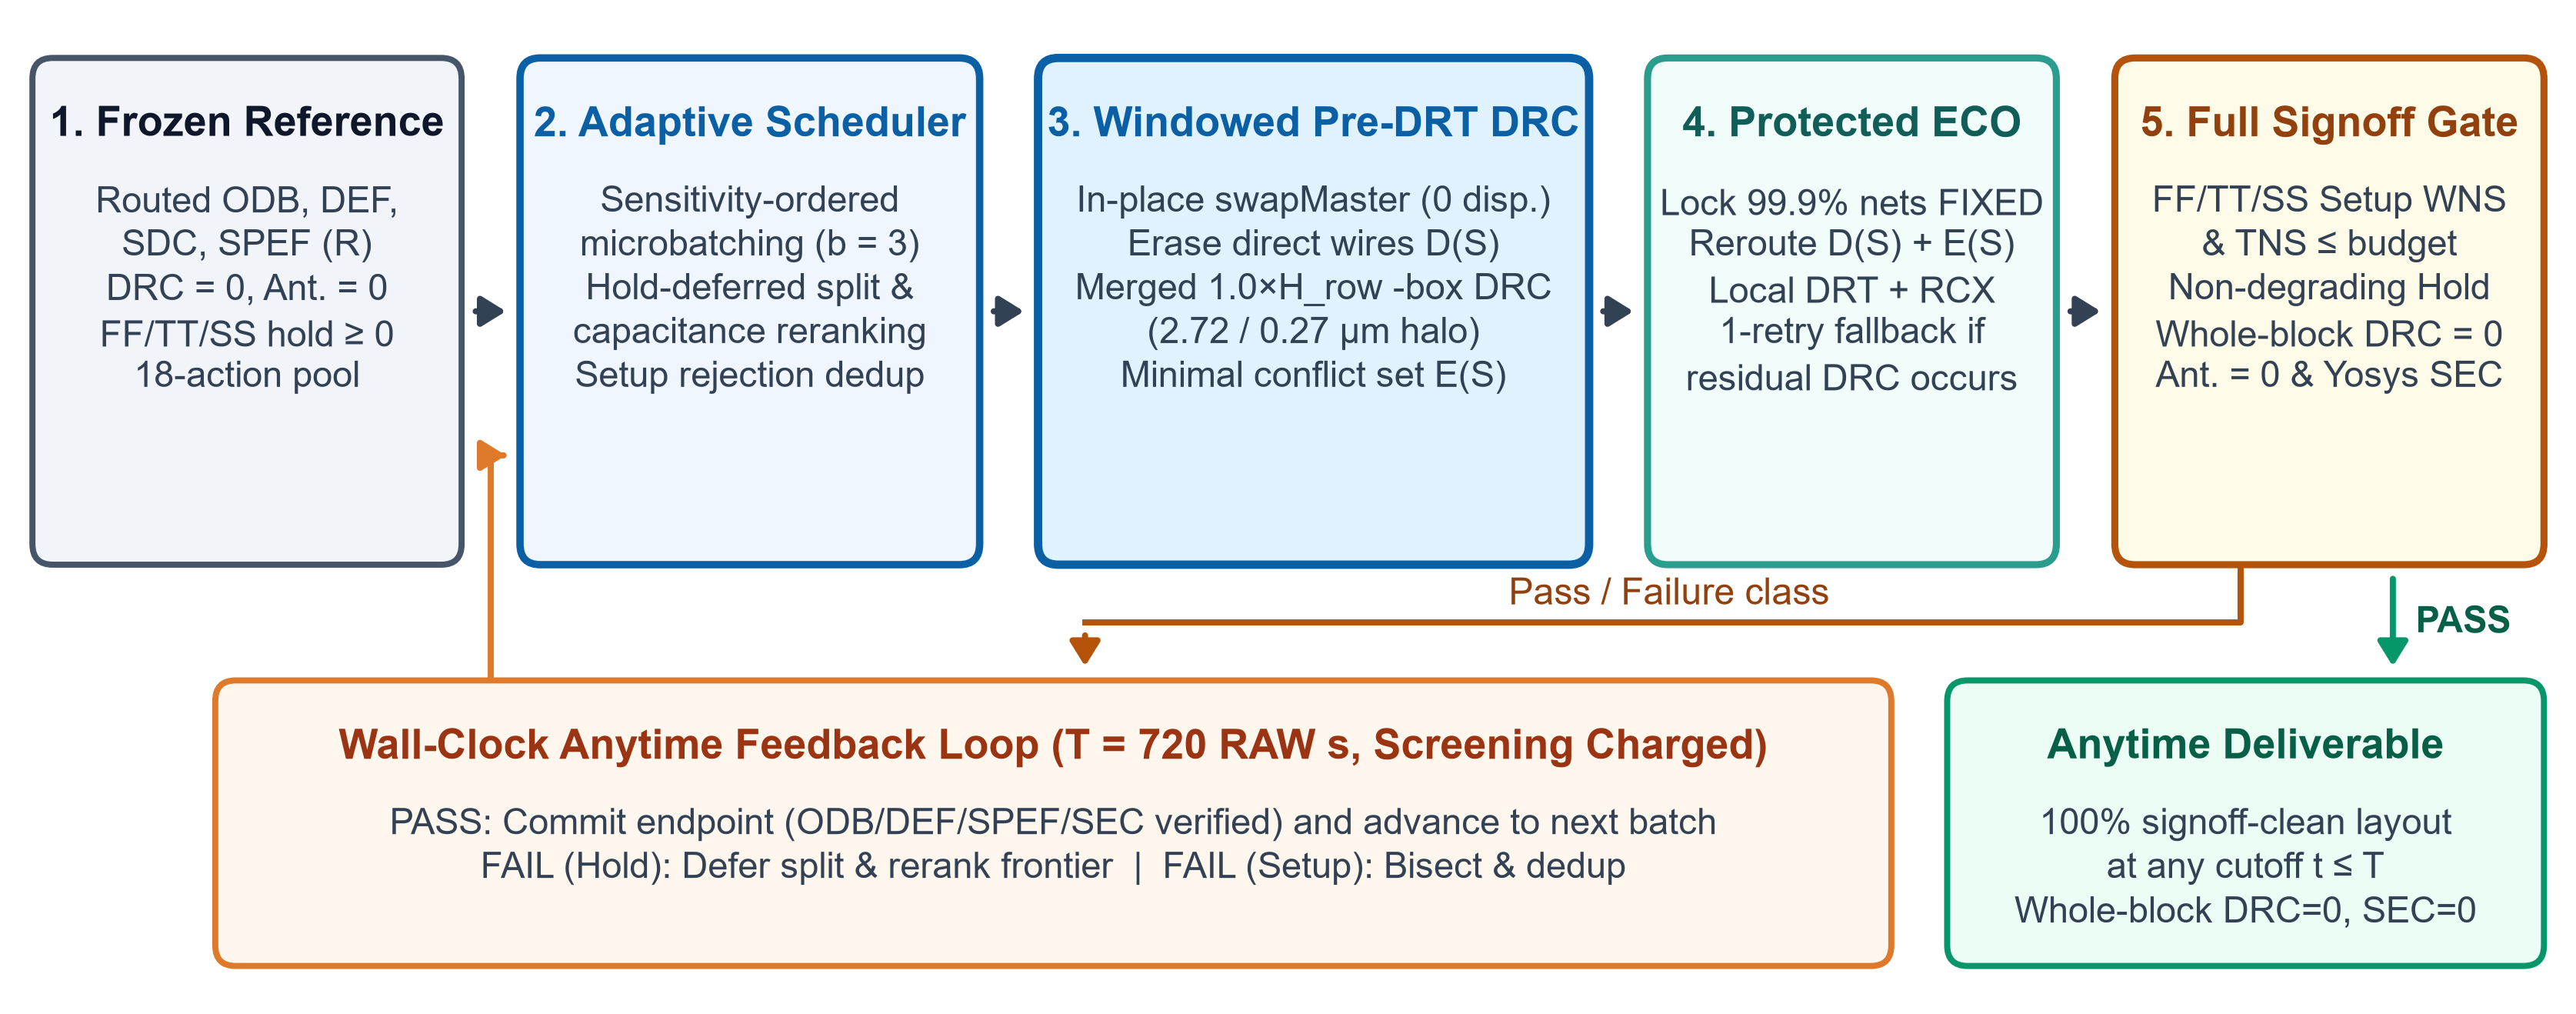 1. Frozen Reference
Routed ODB, DEF,
SDC, SPEF (R)
DRC = 0, Ant. = 0
FF/TT/SS hold ≥ 0
18-action pool
2. Adaptive Scheduler
Sensitivity-ordered
microbatching (b = 3)
Hold-deferred split &
capacitance reranking
Setup rejection dedup
3. Windowed Pre-DRT DRC
In-place swapMaster (0 disp.)
Erase direct wires D(S)
Merged 1.0×H_row -box DRC
(2.72 / 0.27 µm halo)
Minimal conflict set E(S)
4. Protected ECO
Lock 99.9% nets FIXED
Reroute D(S) + E(S)
Local DRT + RCX
1-retry fallback if
residual DRC occurs
5. Full Signoff Gate
FF/TT/SS Setup WNS
& TNS ≤ budget
Non-degrading Hold
Whole-block DRC = 0
Ant. = 0 & Yosys SEC
Pass / Failure class
PASS
Wall-Clock Anytime Feedback Loop (T = 720 RAW s, Screening Charged)
PASS: Commit endpoint (ODB/DEF/SPEF/SEC verified) and advance to next batch
FAIL (Hold): Defer split & rerank frontier | FAIL (Setup): Bisect & dedup
Anytime Deliverable
100% signoff-clean layout
at any cutoff t ≤ T
Whole-block DRC=0, SEC=0